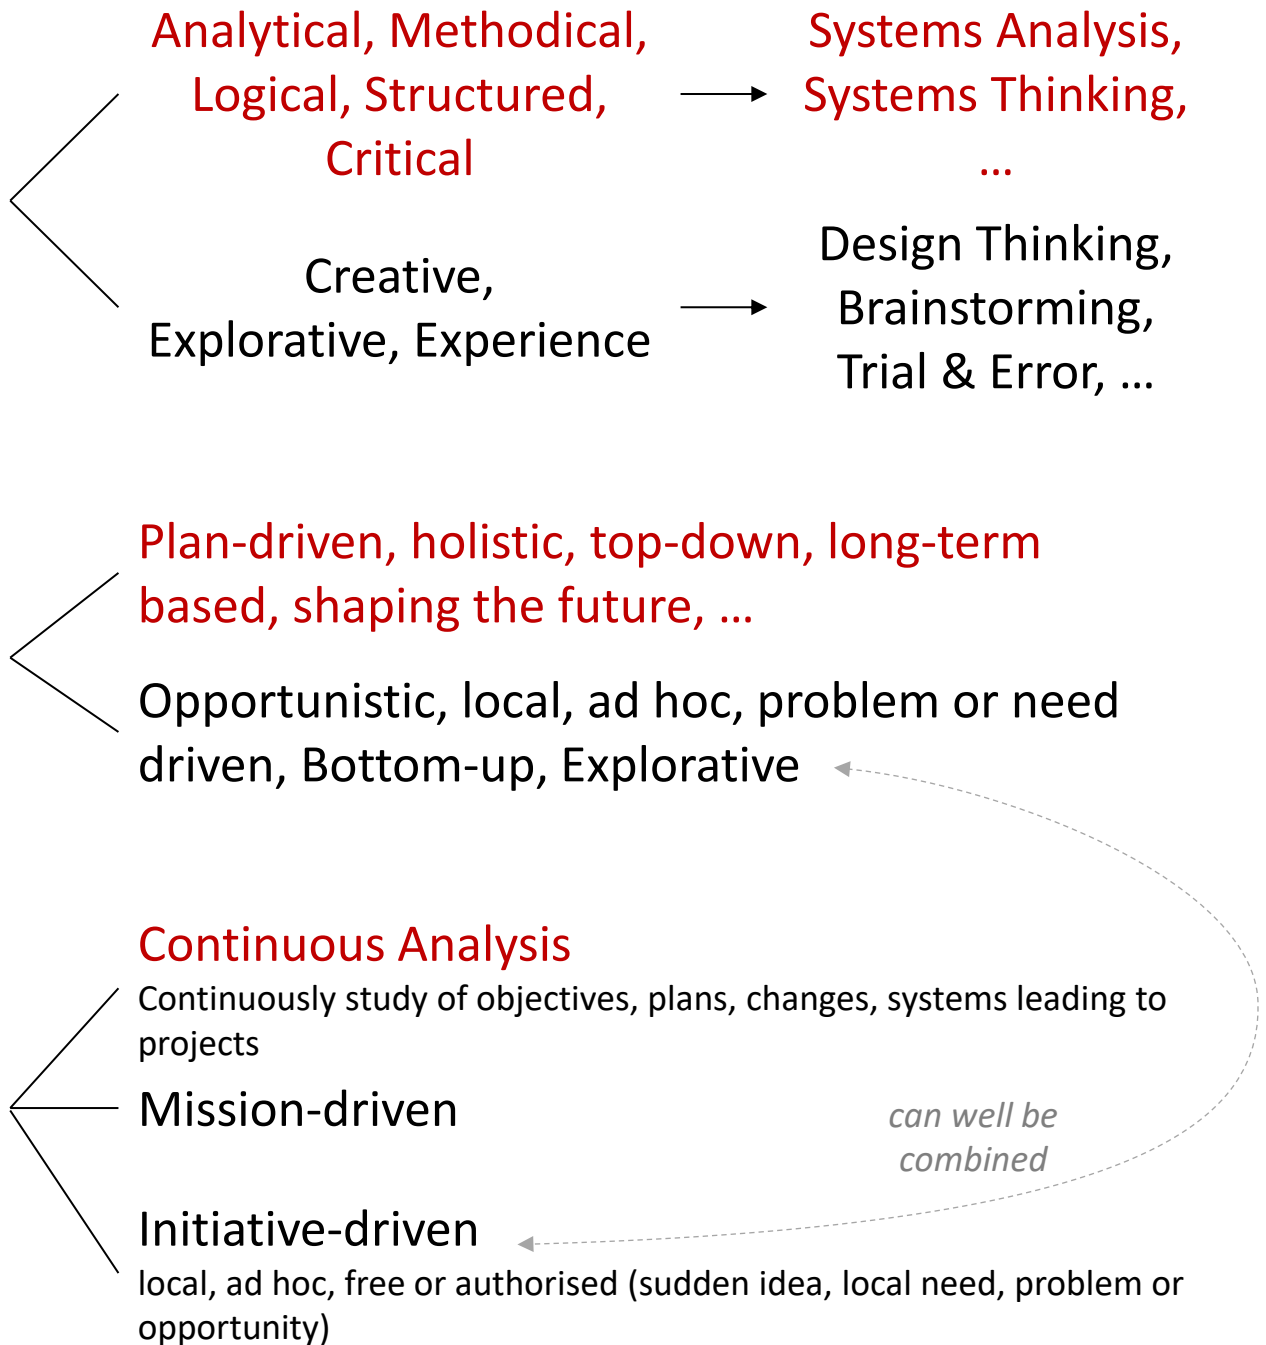 Analytical, Methodical,
Logical, Structured,
Critical
Systems Analysis,
Systems Thinking,
...
Creative,
Explorative, Experience
Design Thinking,
Brainstorming,
Trial & Error, ...
Plan-driven, holistic, top-down, long-term
based, shaping the future, ...
Opportunistic, local, ad hoc, problem or need
driven, Bottom-up, Explorative
Continuous Analysis
Continuously study of objectives, plans, changes, systems leading to
projects
Mission-driven
can well be
combined
Initiative-driven
local, ad hoc, free or authorised (sudden idea, local need, problem or
opportunity)